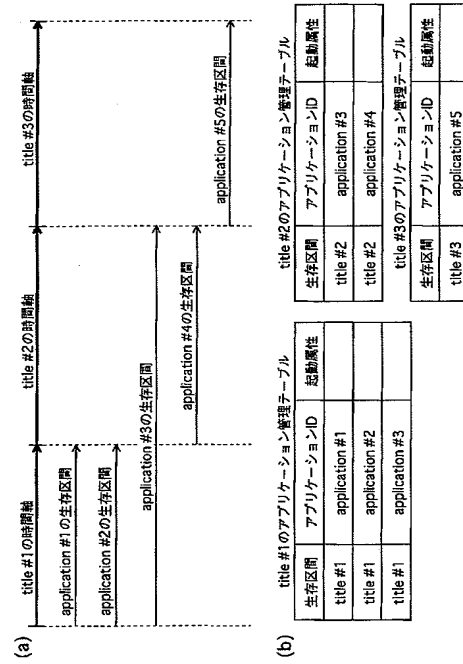 (a)
title #1の時間軸
title #2の時間軸
title #3の時間軸
application #1の生存区間
application #2の生存区間
application #3の生存区間
application #4の生存区間
application #5の生存区間
(b)
title #1のアプリケーション管理テーブル
生存区間 アプリケーションID 起動属性
title #1 application #1
title #1 application #2
title #1 application #3
title #2のアプリケーション管理テーブル
生存区間 アプリケーションID 起動属性
title #2 application #3
title #2 application #4
title #3のアプリケーション管理テーブル
生存区間 アプリケーションID 起動属性
title #3 application #5